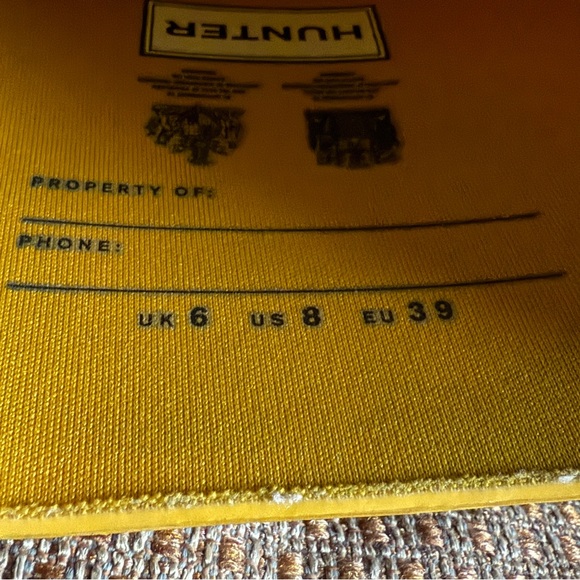 HUNTER
PROPERTY OF:
PHONE:
UK 6 US 8 EU 39